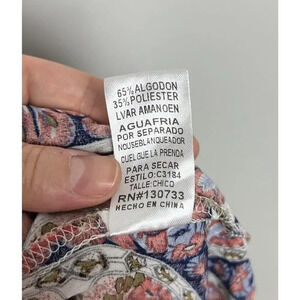 65% ALGODON
35% POLIESTER
LVAR AMANOEN
AGUAFRIA
POR SEPARADO
NOUSEBLANQUEADOR
QUELQUE LA PRENDA
PARA SECAR
ESTILO:C3184
TALLE:CHICO
RN#130733
HECHO EN CHINA